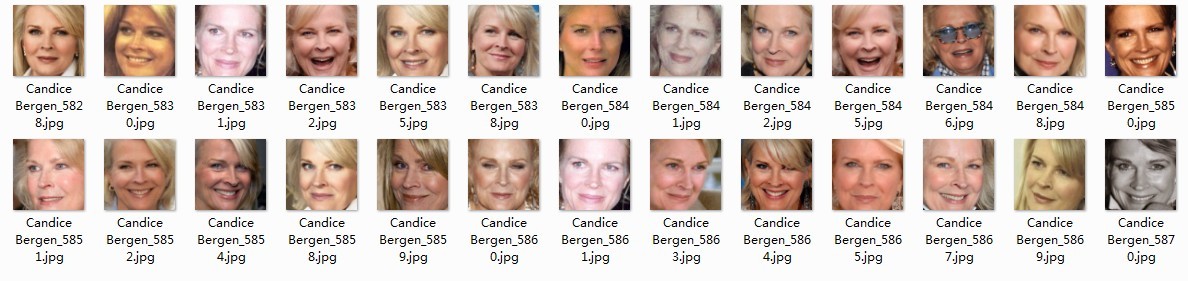 Candice
Bergen_582
8.jpg
Candice
Bergen_583
0.jpg
Candice
Bergen_583
1.jpg
Candice
Bergen_583
2.jpg
Candice
Bergen_583
5.jpg
Candice
Bergen_583
8.jpg
Candice
Bergen_584
0.jpg
Candice
Bergen_584
1.jpg
Candice
Bergen_584
2.jpg
Candice
Bergen_584
5.jpg
Candice
Bergen_584
6.jpg
Candice
Bergen_584
8.jpg
Candice
Bergen_585
0.jpg
Candice
Bergen_585
1.jpg
Candice
Bergen_585
2.jpg
Candice
Bergen_585
4.jpg
Candice
Bergen_585
8.jpg
Candice
Bergen_585
9.jpg
Candice
Bergen_586
0.jpg
Candice
Bergen_586
1.jpg
Candice
Bergen_586
3.jpg
Candice
Bergen_586
4.jpg
Candice
Bergen_586
5.jpg
Candice
Bergen_586
7.jpg
Candice
Bergen_586
9.jpg
Candice
Bergen_587
0.jpg